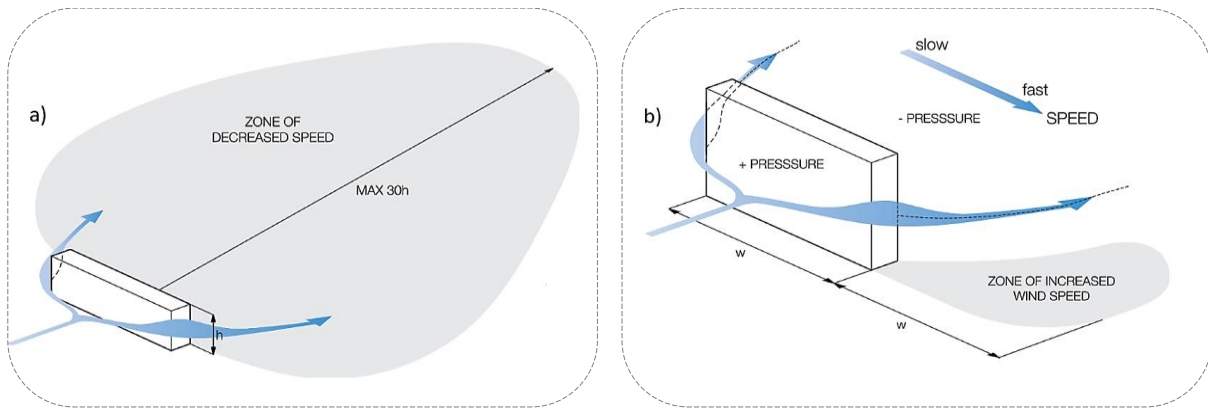 a)
ZONE OF
DECREASED SPEED
MAX 30h
h
b)
slow
fast
SPEED
- PRESSSURE
+ PRESSSURE
w
ZONE OF INCREASED
WIND SPEED
w